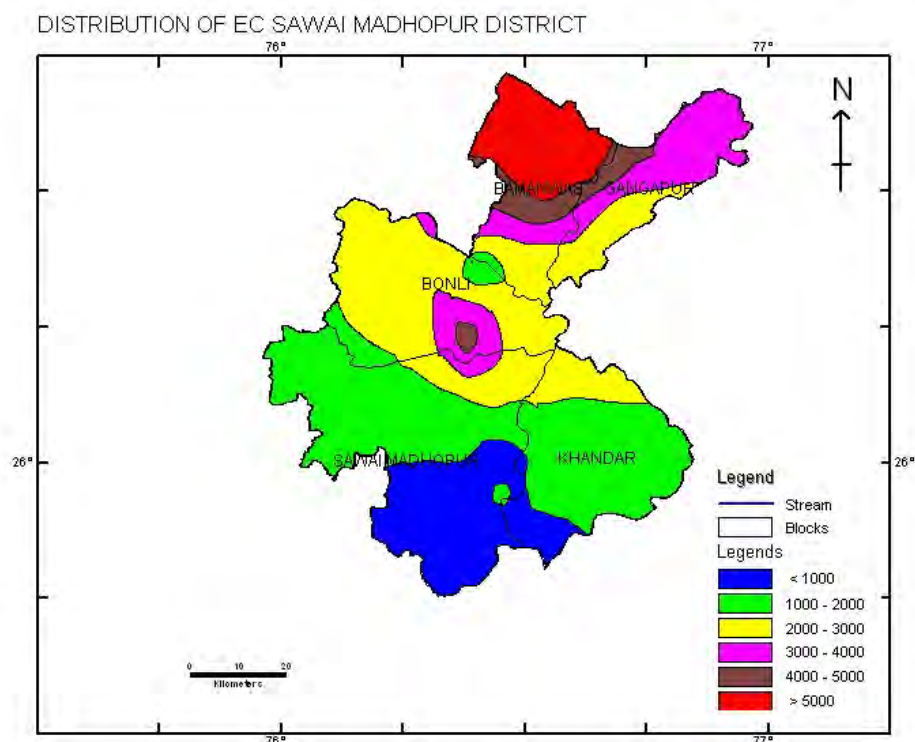 DISTRIBUTION OF EC SAWAI MADHOPUR DISTRICT
76° 77°
N
BAMANWAS GANGAPUR
BONLI
26° SAWAI MADHOPUR KHANDAR 26°
Legend
Stream
Blocks
Legends
< 1000
1000 - 2000
2000 - 3000
3000 - 4000
4000 - 5000
> 5000
0 10 20
Kilometers
76° 77°